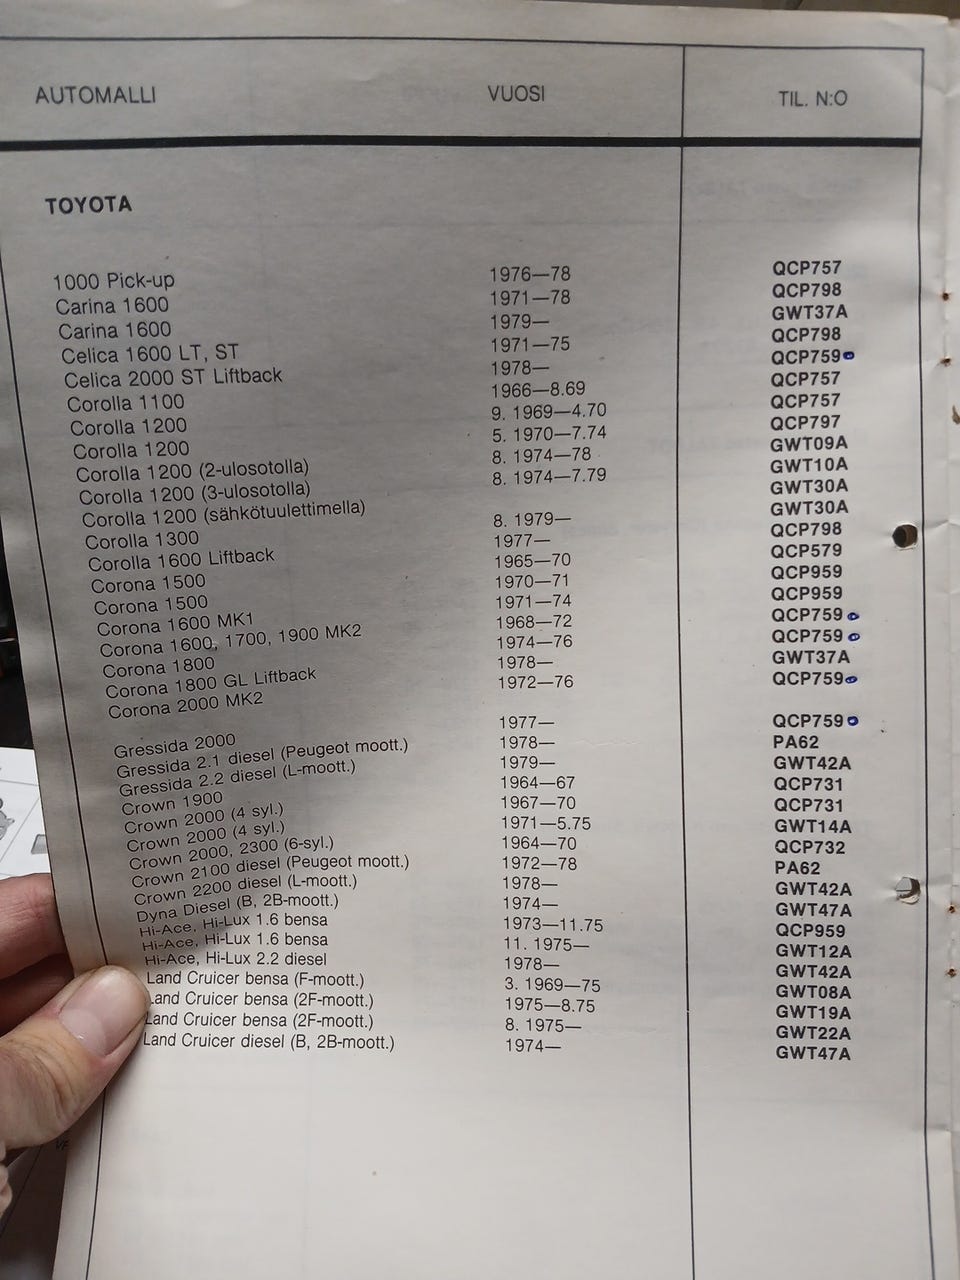 AUTOMALLI VUOSI TIL. N:O
TOYOTA
1000 Pick-up 1976—78 QCP757
Carina 1600 1971—78 QCP798
Carina 1600 1979— GWT37A
Celica 1600 LT, ST 1971—75 QCP798
Celica 2000 ST Liftback 1978— QCP759
Corolla 1100 1966—8.69 QCP757
Corolla 1200 9. 1969—4.70 QCP757
Corolla 1200 5. 1970—7.74 QCP797
Corolla 1200 (2-ulosotolla) 8. 1974—78 GWT09A
Corolla 1200 (3-ulosotolla) 8. 1974—7.79 GWT10A
Corolla 1200 (sähkötuulettimella) GWT30A
Corolla 1300 8. 1979— GWT30A
Corolla 1600 Liftback 1977— QCP798
Corona 1500 1965—70 QCP579
Corona 1500 1970—71 QCP959
Corona 1600 MK1 1971—74 QCP959
Corona 1600, 1700, 1900 MK2 1968—72 QCP759
Corona 1800 1974—76 QCP759
Corona 1800 GL Liftback 1978— GWT37A
Corona 2000 MK2 1972—76 QCP759
Gressida 2000 1977— QCP759
Gressida 2.1 diesel (Peugeot moott.) 1978— PA62
Gressida 2.2 diesel (L-moott.) 1979— GWT42A
Crown 1900 1964—67 QCP731
Crown 2000 (4 syl.) 1967—70 QCP731
Crown 2000 (4 syl.) 1971—5.75 GWT14A
Crown 2000, 2300 (6-syl.) 1964—70 QCP732
Crown 2100 diesel (Peugeot moott.) 1972—78 PA62
Crown 2200 diesel (L-moott.) 1978— GWT42A
Dyna Diesel (B, 2B-moott.) 1974— GWT47A
Hi-Ace, Hi-Lux 1.6 bensa 1973—11.75 QCP959
Hi-Ace, Hi-Lux 1.6 bensa 11. 1975— GWT12A
Hi-Ace, Hi-Lux 2.2 diesel 1978— GWT42A
Land Cruicer bensa (F-moott.) 3. 1969—75 GWT08A
Land Cruicer bensa (2F-moott.) 1975—8.75 GWT19A
Land Cruicer bensa (2F-moott.) 8. 1975— GWT22A
Land Cruicer diesel (B, 2B-moott.) 1974— GWT47A